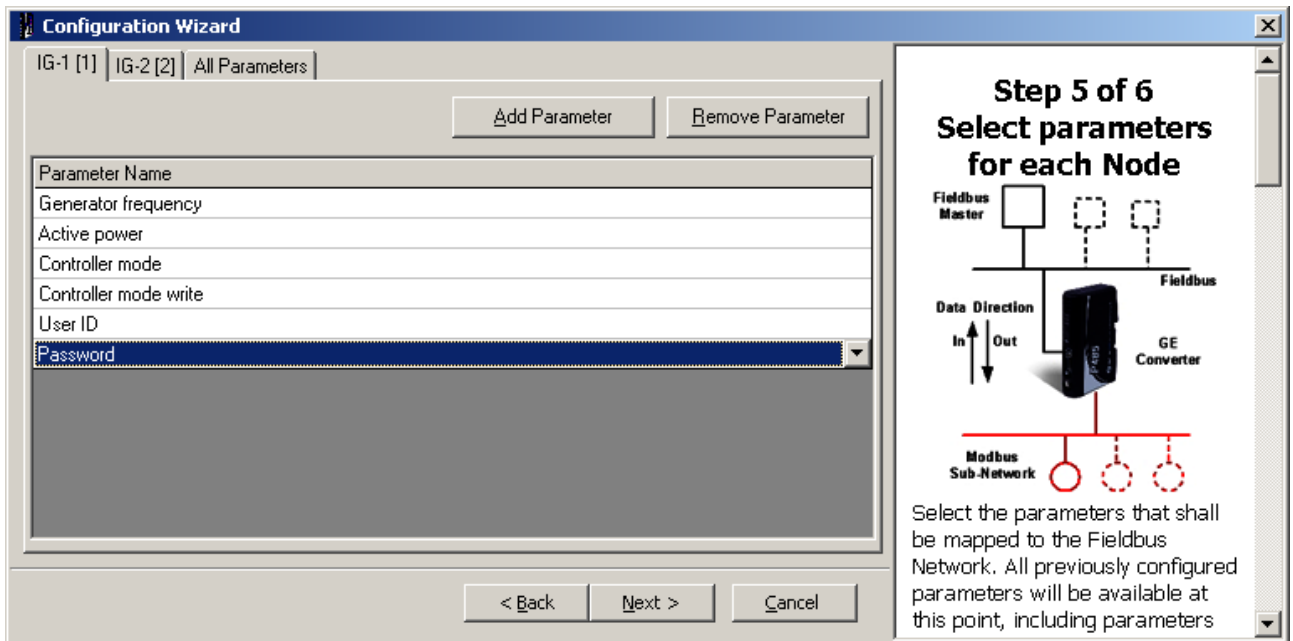 Configuration Wizard
IG-1 [1] IG-2 [2] All Parameters
Add Parameter Remove Parameter
Parameter Name
Generator frequency
Active power
Controller mode
Controller mode write
User ID
Password
< Back Next > Cancel
Step 5 of 6
Select parameters
for each Node
Fieldbus
Master
Fieldbus
Data Direction
In Out
GE
Converter
P485
Modbus
Sub-Network
Select the parameters that shall
be mapped to the Fieldbus
Network. All previously configured
parameters will be available at
this point, including parameters